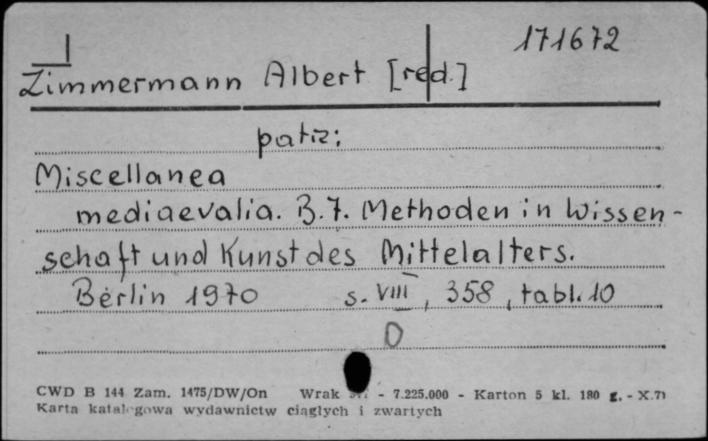 171672
Zimmermann Albert [red.]
patrz:
Miscellanea
mediaevalia. B.7. Methoden in Wissen-
schaft und Kunst des Mittelalters.
Berlin 1970 s. VIII, 358, tabl. 10
D
CWD B 144 Zam. 1475/DW/On Wrak - 7.225.000 - Karton 5 kl. 180 g. - X.71
Karta katalogowa wydawnictw ciągłych i zwartych